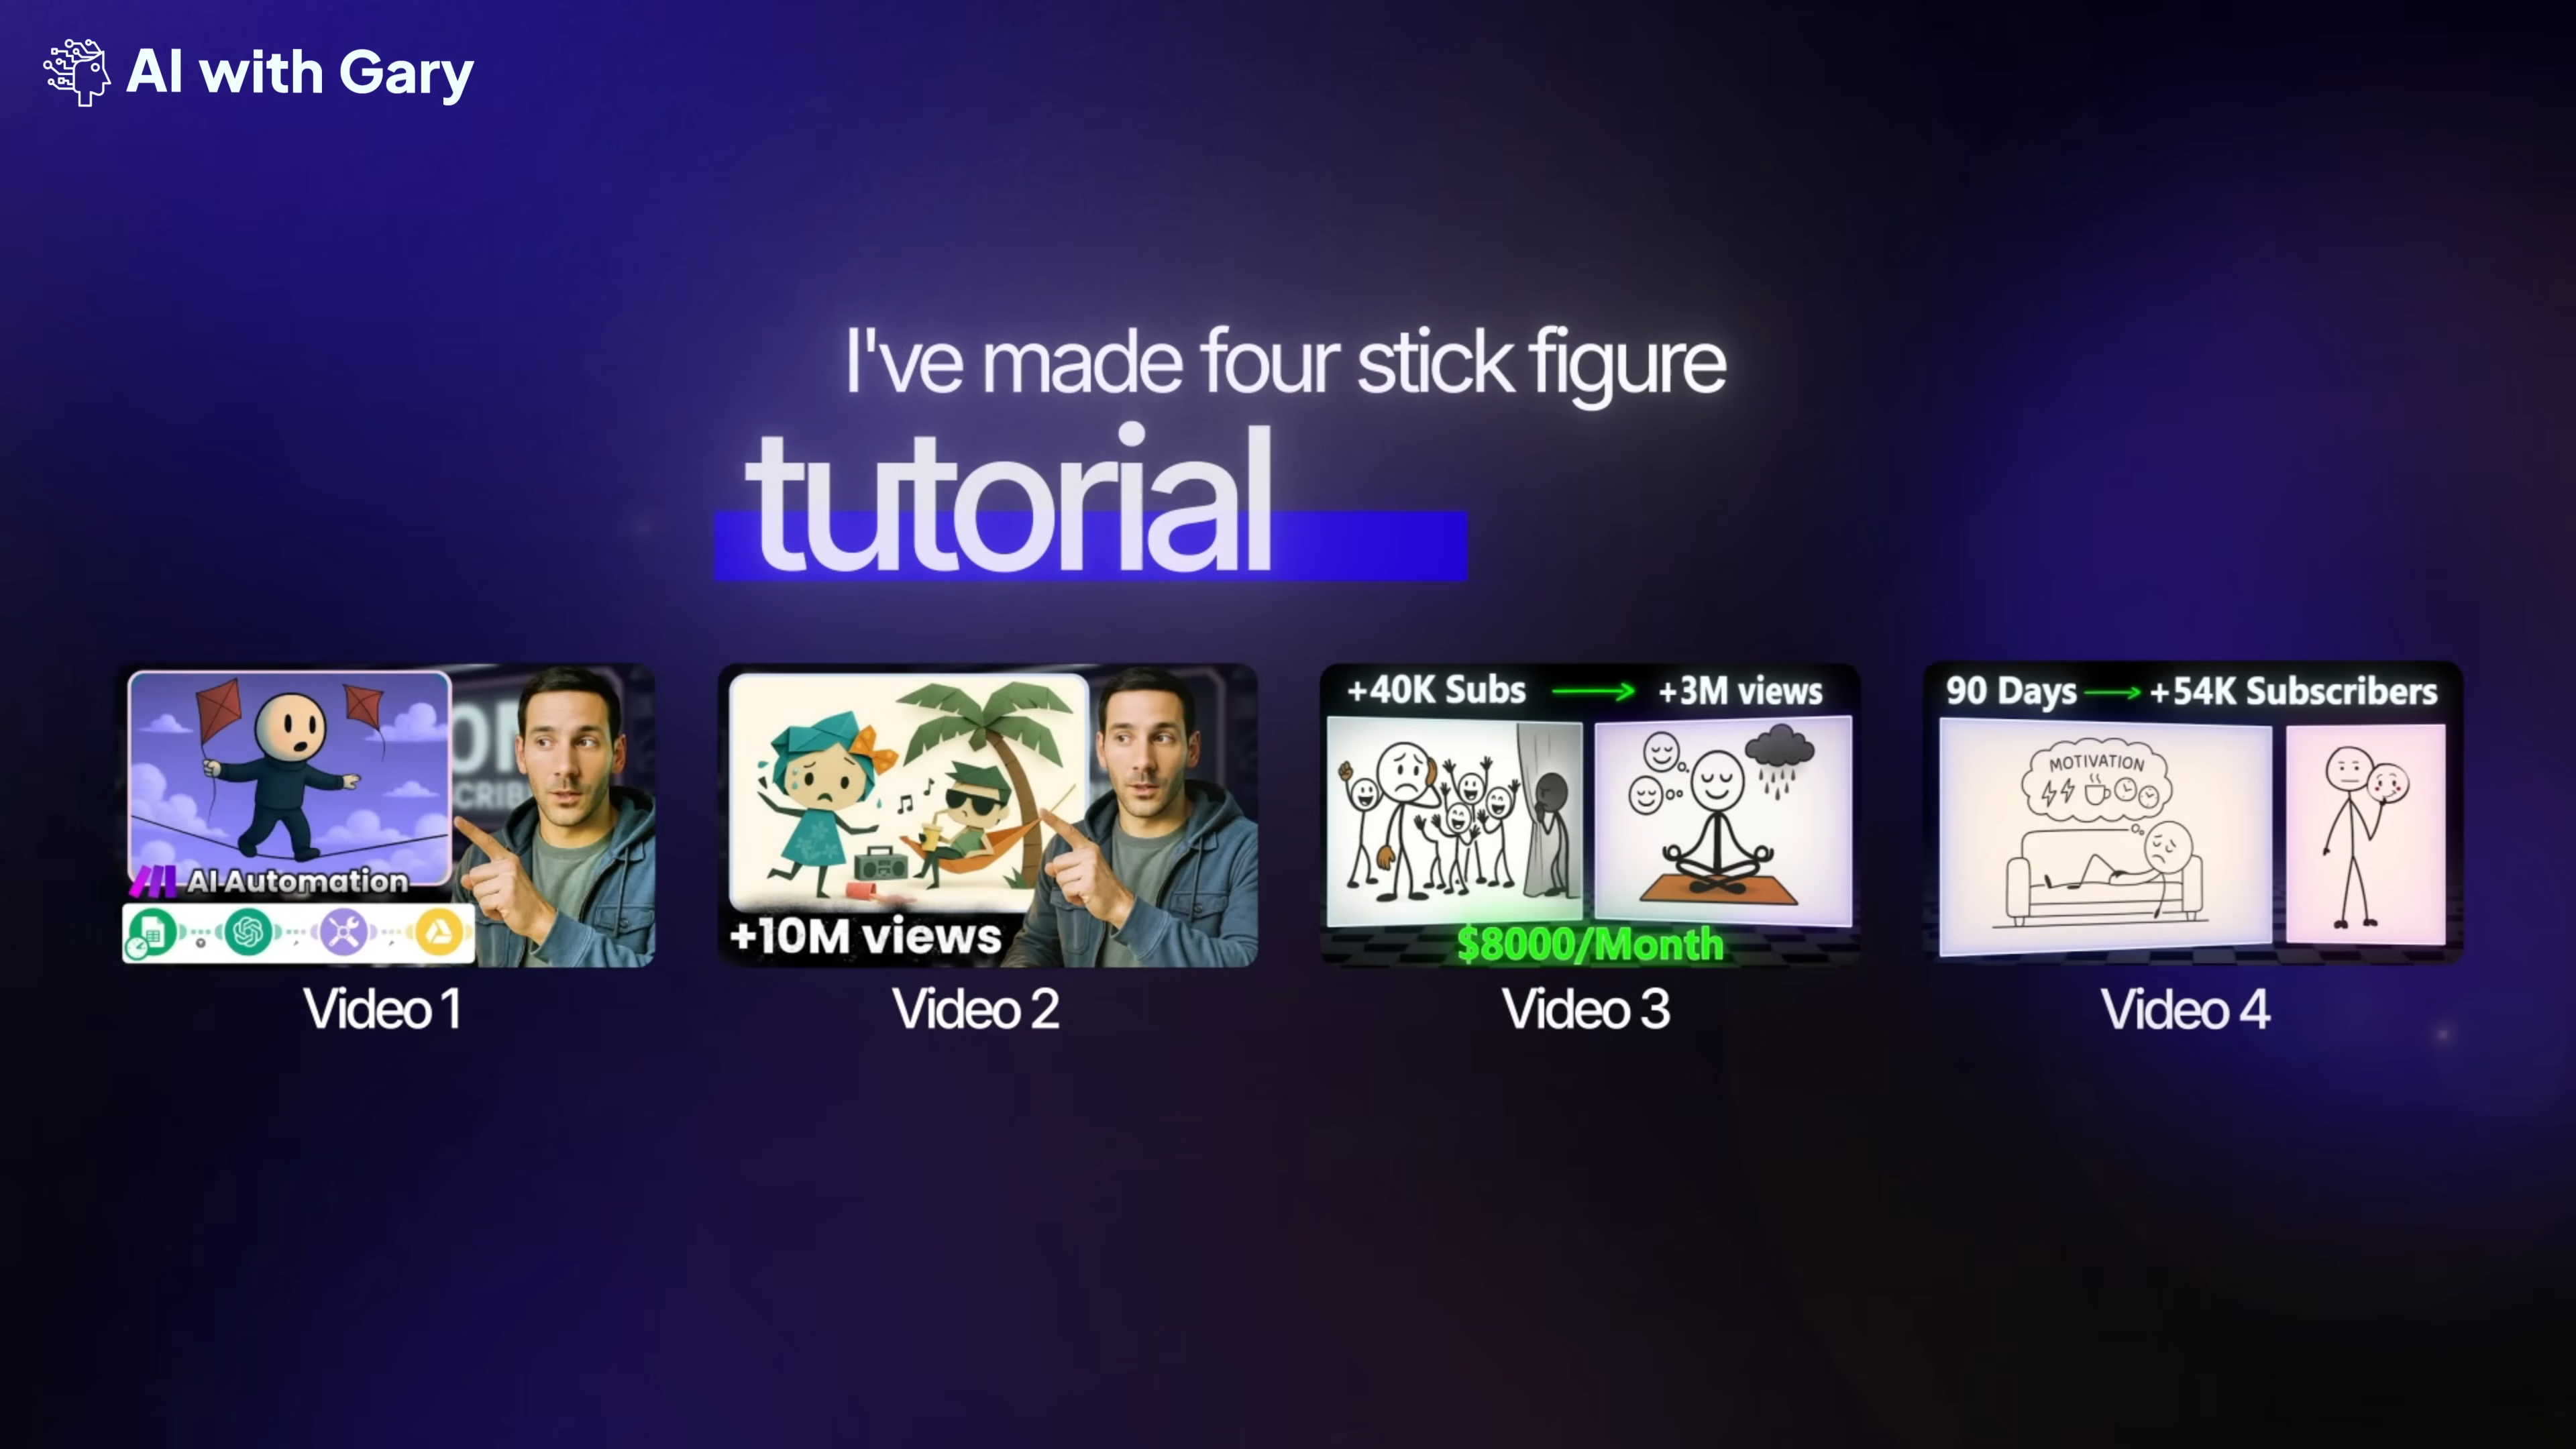 AI with Gary
I've made four stick figure
tutorial
AI Automation
+10M views
+40K Subs
+3M views
$8000/Month
90 Days
+54K Subscribers
MOTIVATION
Video 1
Video 2
Video 3
Video 4